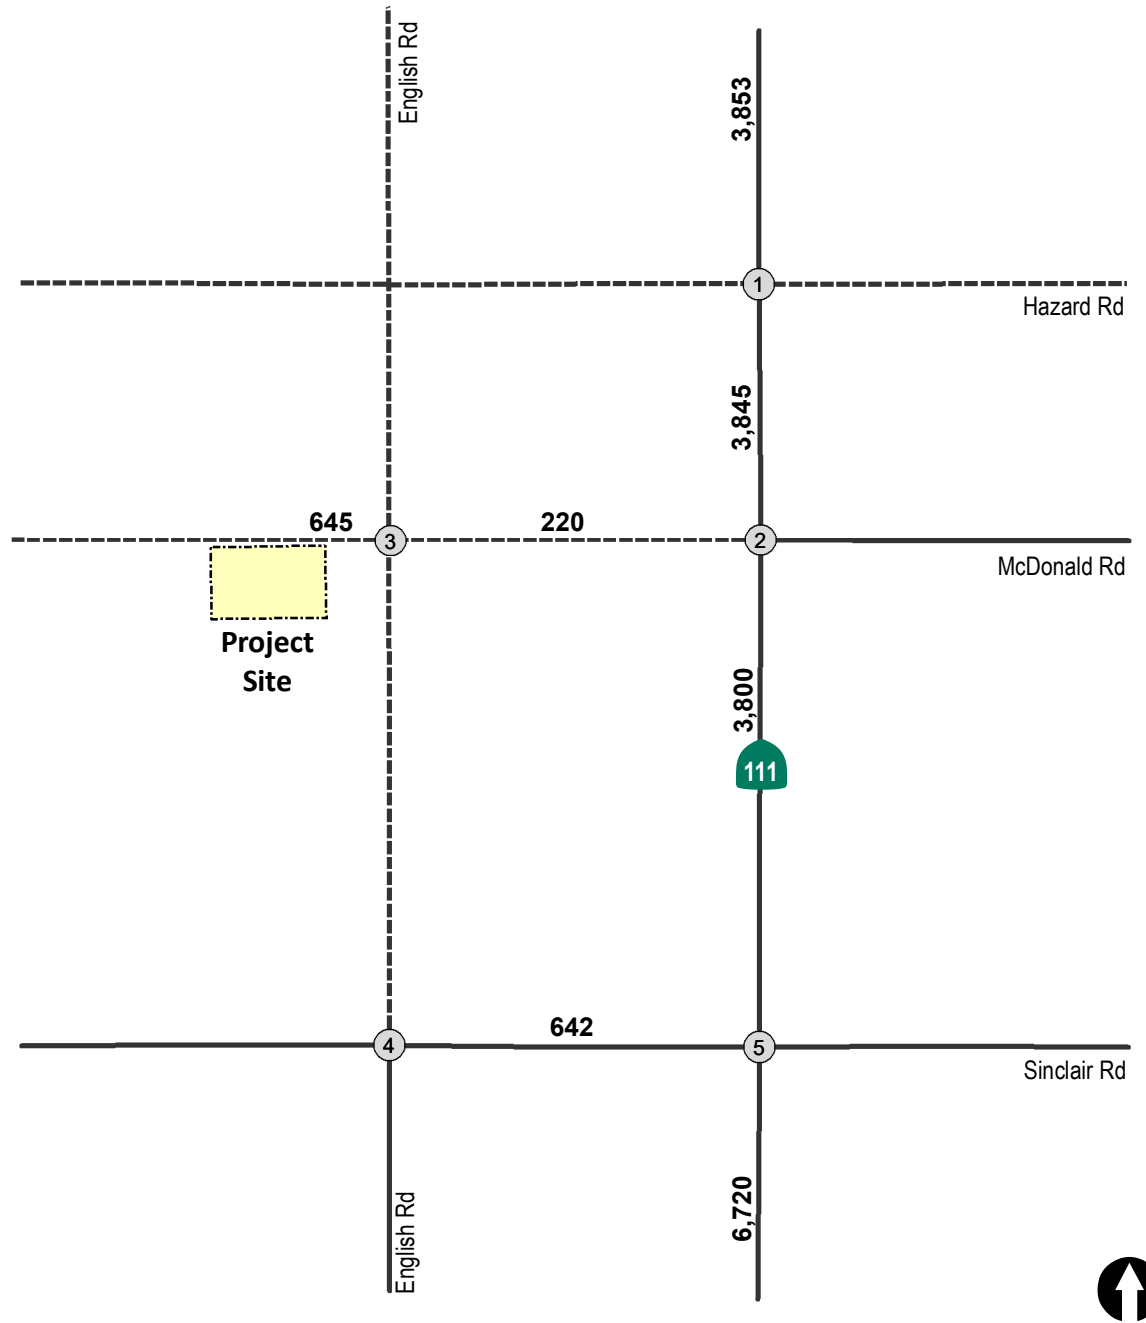 English Rd
3,853
1
Hazard Rd
3,845
645
220
3
2
McDonald Rd
Project
Site
3,800
111
642
4
5
Sinclair Rd
6,720
English Rd